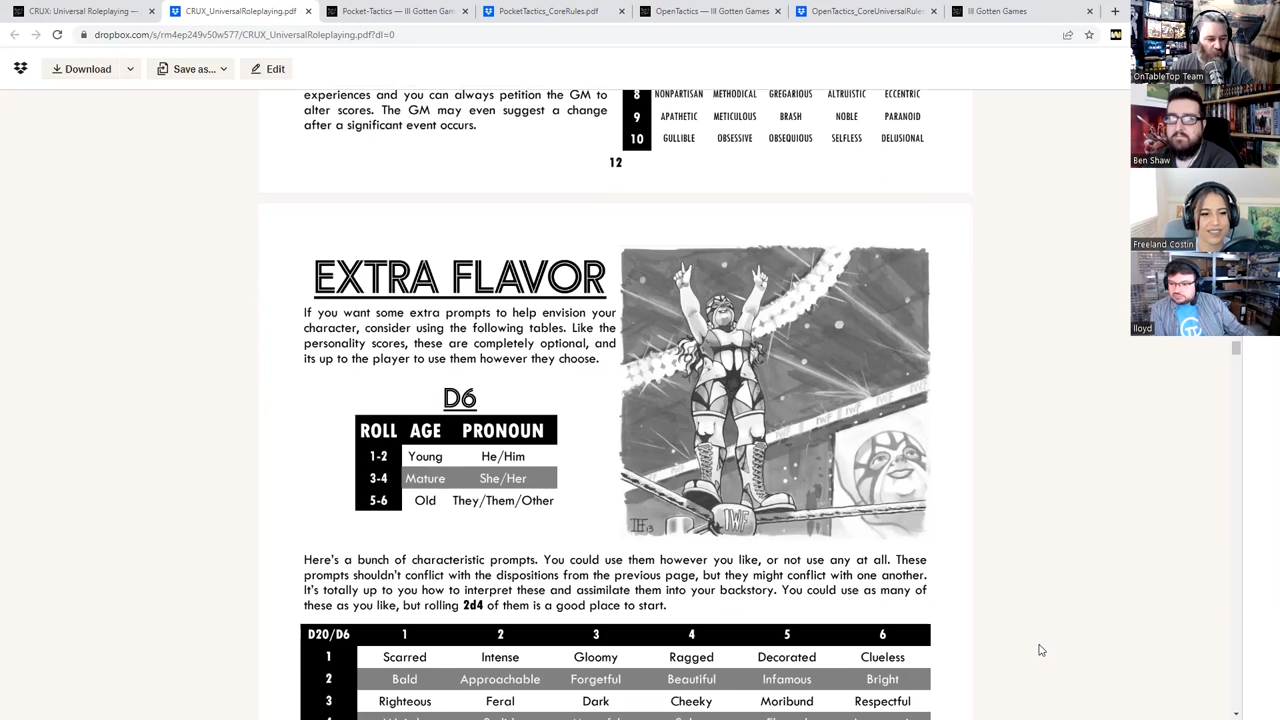 CRUX: Universal Roleplaying —
CRUX_UniversalRoleplaying.pdf
Pocket-Tactics — Ill Gotten Gam
PocketTactics_CoreRules.pdf
OpenTactics — Ill Gotten Games
OpenTactics_CoreUniversalRules
Ill Gotten Games
dropbox.com/s/rm4ep249v50w577/CRUX_UniversalRoleplaying.pdf?dl=0
Download
Save as...
Edit
OnTableTop Team
Ben Shaw
Freeland Costin
lloyd
experiences and you can always petition the GM to
alter scores. The GM may even suggest a change
after a significant event occurs.
8 NONPARTISAN METHODICAL GREGARIOUS ALTRUISTIC ECCENTRIC
9 APATHETIC METICULOUS BRASH NOBLE PARANOID
10 GULLIBLE OBSESSIVE OBSEQUIOUS SELFLESS DELUSIONAL
12
EXTRA FLAVOR
If you want some extra prompts to help envision your
character, consider using the following tables. Like the
personality scores, these are completely optional, and
its up to the player to use them however they choose.
D6
ROLL AGE PRONOUN
1-2 Young He/Him
3-4 Mature She/Her
5-6 Old They/Them/Other
IWF IWF IWF
IWF
Here's a bunch of characteristic prompts. You could use them however you like, or not use any at all. These
prompts shouldn't conflict with the dispositions from the previous page, but they might conflict with one another.
It's totally up to you how to interpret these and assimilate them into your backstory. You could use as many of
these as you like, but rolling 2d4 of them is a good place to start.
D20/D6 1 2 3 4 5 6
1 Scarred Intense Gloomy Ragged Decorated Clueless
2 Bald Approachable Forgetful Beautiful Infamous Bright
3 Righteous Feral Dark Cheeky Moribund Respectful